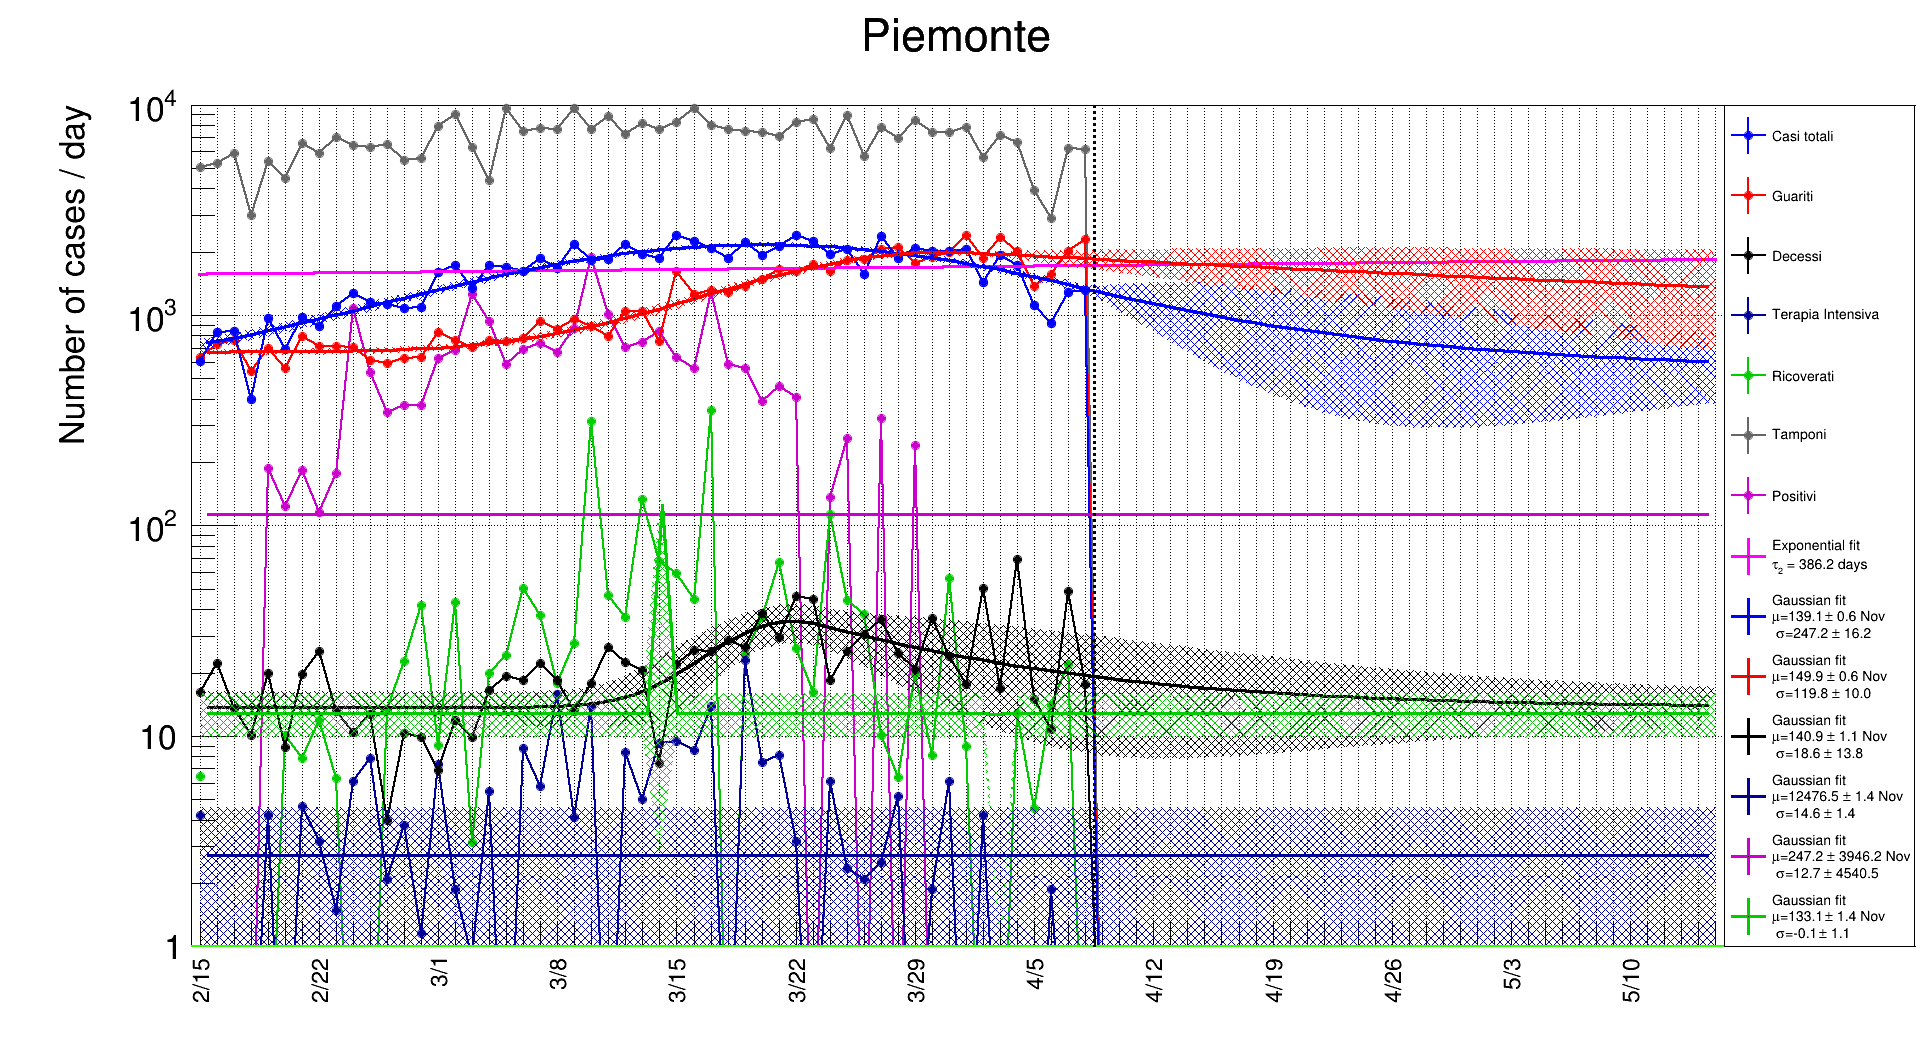 Piemonte
Number of cases / day
10⁴
10³
10²
10
1
2/15
2/22
3/1
3/8
3/15
3/22
3/29
4/5
4/12
4/19
4/26
5/3
5/10
Casi totali
Guariti
Decessi
Terapia Intensiva
Ricoverati
Tamponi
Positivi
Exponential fit
τ₂ = 386.2 days
Gaussian fit
μ=139.1 ± 0.6 Nov
σ=247.2 ± 16.2
Gaussian fit
μ=149.9 ± 0.6 Nov
σ=119.8 ± 10.0
Gaussian fit
μ=140.9 ± 1.1 Nov
σ=18.6 ± 13.8
Gaussian fit
μ=12476.5 ± 1.4 Nov
σ=14.6 ± 1.4
Gaussian fit
μ=247.2 ± 3946.2 Nov
σ=12.7 ± 4540.5
Gaussian fit
μ=133.1 ± 1.4 Nov
σ=-0.1 ± 1.1